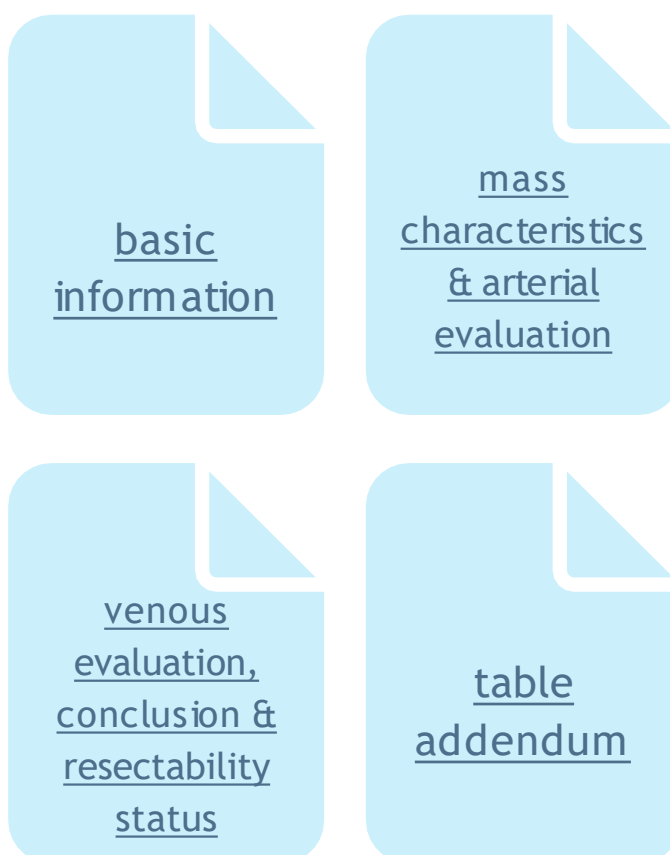 basic
information
mass
characteristics
& arterial
evaluation
venous
evaluation,
conclusion &
resectability
status
table
addendum